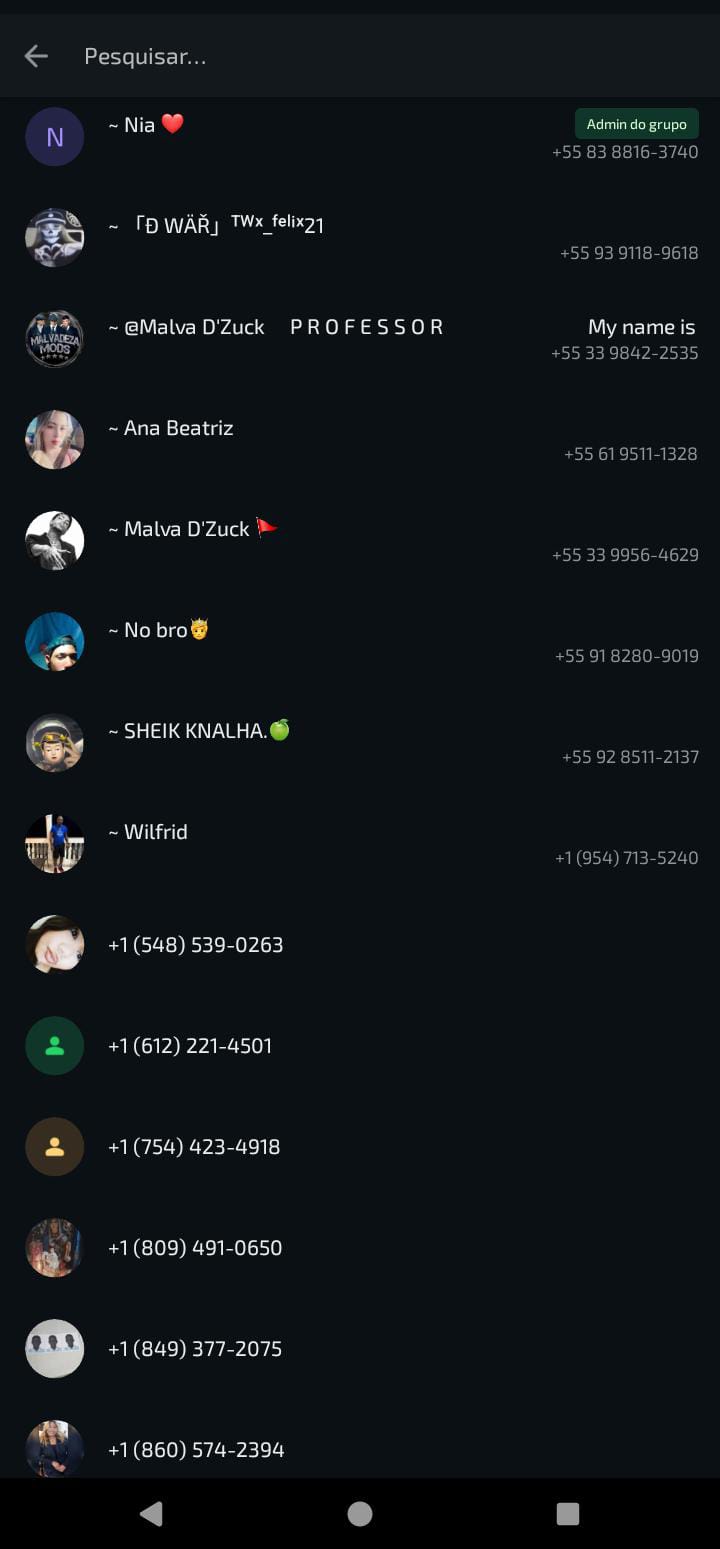 Pesquisar...
N
~ Nia ❤️
Admin do grupo
+55 83 8816-3740
~ 「Ð WÄŘ」 ᵀᵂˣ_ᶠᵉˡⁱˣ21
+55 93 9118-9618
~ @Malva D'Zuck P R O F E S S O R My name is
+55 33 9842-2535
MALVADEZA
MODS
~ Ana Beatriz
+55 61 9511-1328
~ Malva D'Zuck 🚩
+55 33 9956-4629
~ No bro🤴
+55 91 8280-9019
~ SHEIK KNALHA.🍏
+55 92 8511-2137
~ Wilfrid
+1 (954) 713-5240
+1 (548) 539-0263
+1 (612) 221-4501
+1 (754) 423-4918
+1 (809) 491-0650
+1 (849) 377-2075
+1 (860) 574-2394